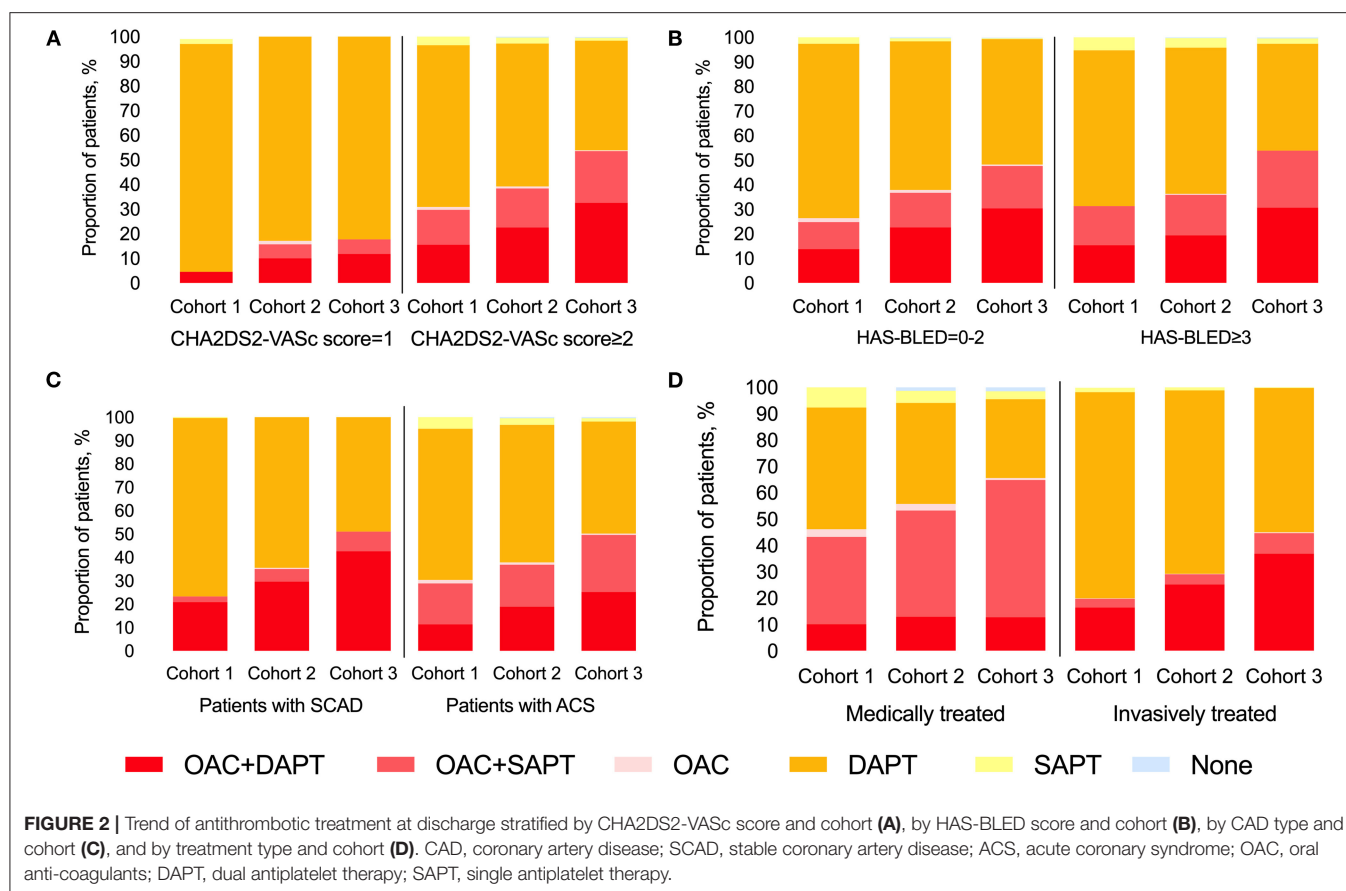 A
Proportion of patients, %
100
90
80
70
60
50
40
30
20
10
0
Cohort 1 Cohort 2 Cohort 3 Cohort 1 Cohort 2 Cohort 3
CHA2DS2-VASc score=1 CHA2DS2-VASc score≥2
B
Proportion of patients, %
100
90
80
70
60
50
40
30
20
10
0
Cohort 1 Cohort 2 Cohort 3 Cohort 1 Cohort 2 Cohort 3
HAS-BLED=0-2 HAS-BLED≥3
C
Proportion of patients, %
100
90
80
70
60
50
40
30
20
10
0
Cohort 1 Cohort 2 Cohort 3 Cohort 1 Cohort 2 Cohort 3
Patients with SCAD Patients with ACS
D
Proportion of patients, %
100
90
80
70
60
50
40
30
20
10
0
Cohort 1 Cohort 2 Cohort 3 Cohort 1 Cohort 2 Cohort 3
Medically treated Invasively treated
OAC+DAPT OAC+SAPT OAC DAPT SAPT None
FIGURE 2 | Trend of antithrombotic treatment at discharge stratified by CHA2DS2-VASc score and cohort (A), by HAS-BLED score and cohort (B), by CAD type and
cohort (C), and by treatment type and cohort (D). CAD, coronary artery disease; SCAD, stable coronary artery disease; ACS, acute coronary syndrome; OAC, oral
anti-coagulants; DAPT, dual antiplatelet therapy; SAPT, single antiplatelet therapy.